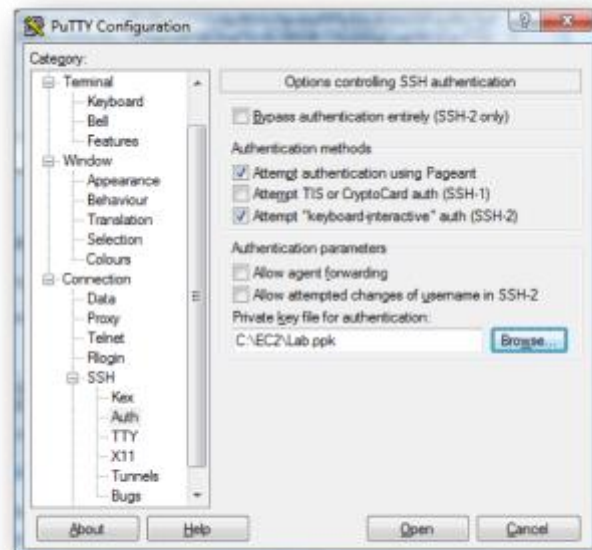 PuTTY Configuration
Category:
Terminal
Keyboard
Bell
Features
Window
Appearance
Behaviour
Translation
Selection
Colours
Connection
Data
Proxy
Telnet
Rlogin
SSH
Kex
Auth
TTY
X11
Tunnels
Bugs
Options controlling SSH authentication
Bypass authentication entirely (SSH-2 only)
Authentication methods
Attempt authentication using Pageant
Attempt TIS or CryptoCard auth (SSH-1)
Attempt "keyboard-interactive" auth (SSH-2)
Authentication parameters
Allow agent forwarding
Allow attempted changes of username in SSH-2
Private key file for authentication:
C:\EC2\Lab.ppk
Browse...
About
Help
Open
Cancel